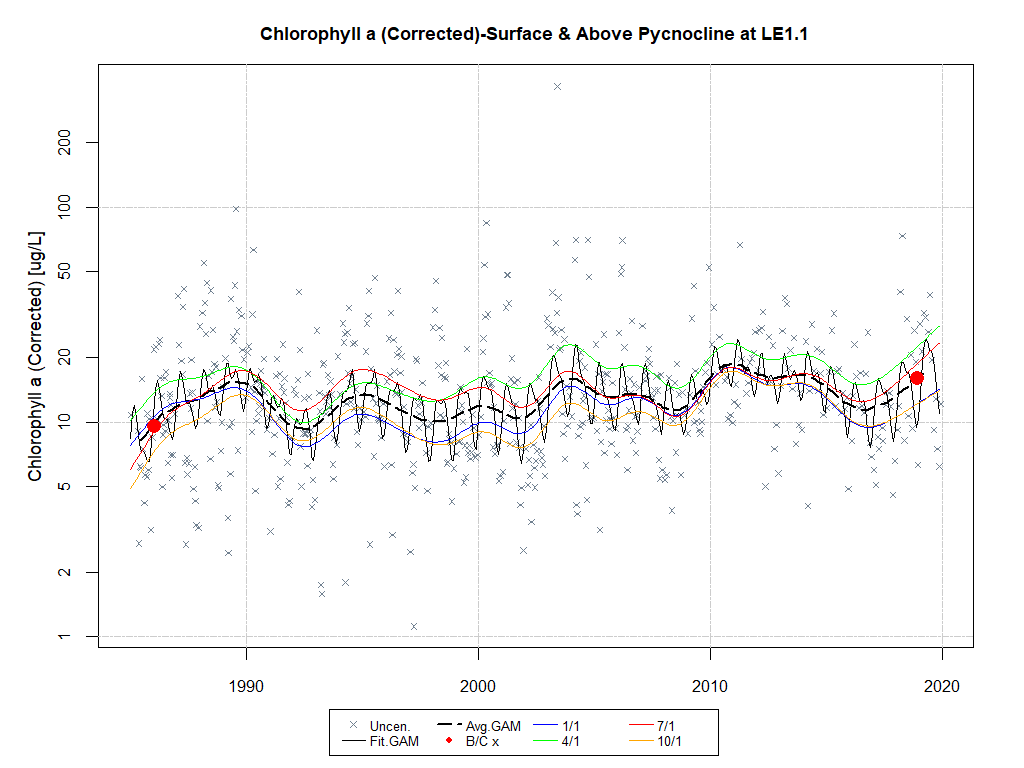 Chlorophyll a (Corrected)-Surface & Above Pycnocline at LE1.1
Chlorophyll a (Corrected) [ug/L]
200
100
50
20
10
5
2
1
1990 2000 2010 2020
Uncen. Avg.GAM 1/1 7/1
Fit.GAM B/C x 4/1 10/1